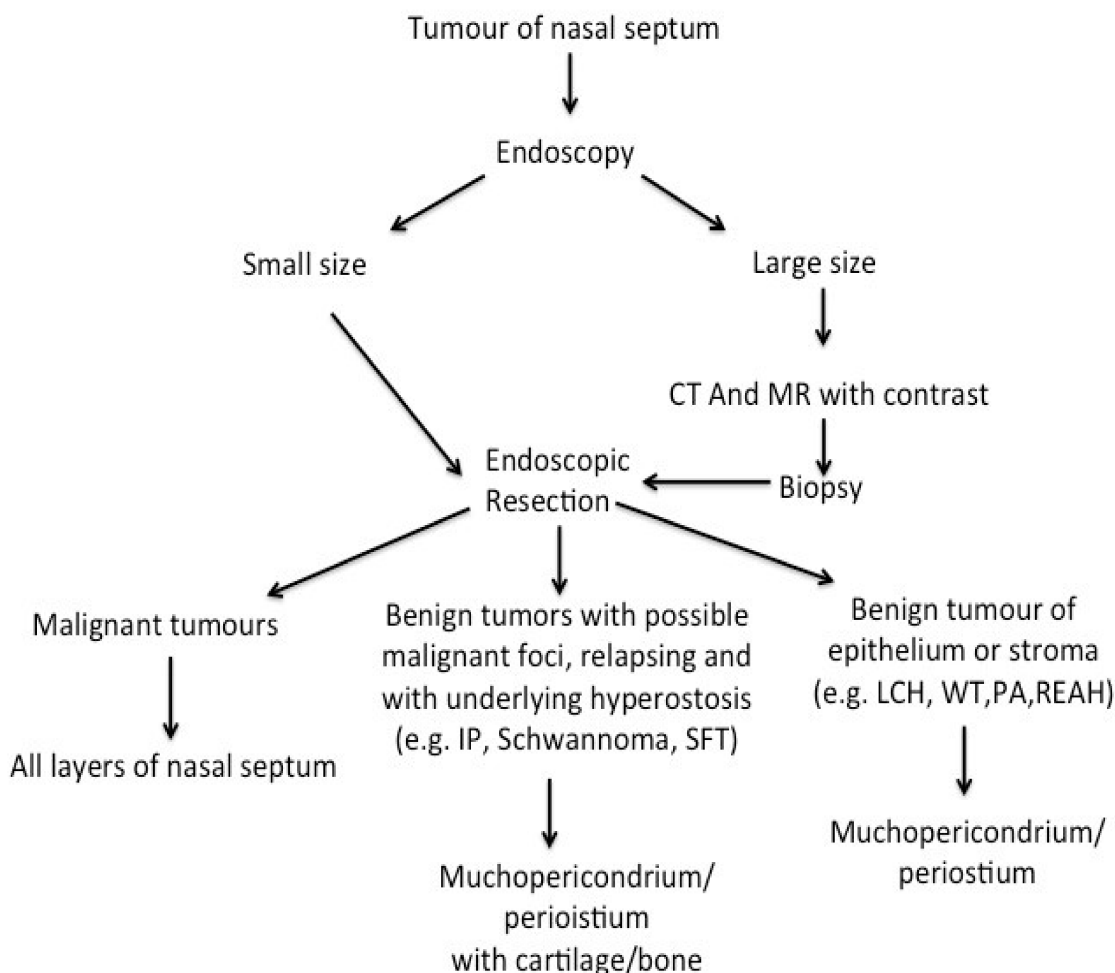 Tumour of nasal septum
Endoscopy
Small size
Large size
CT And MR with contrast
Biopsy
Endoscopic
Resection
Malignant tumours
All layers of nasal septum
Benign tumors with possible
malignant foci, relapsing and
with underlying hyperostosis
(e.g. IP, Schwannoma, SFT)
Muchopericondrium/
perioistium
with cartilage/bone
Benign tumour of
epithelium or stroma
(e.g. LCH, WT,PA,REAH)
Muchopericondrium/
periostium